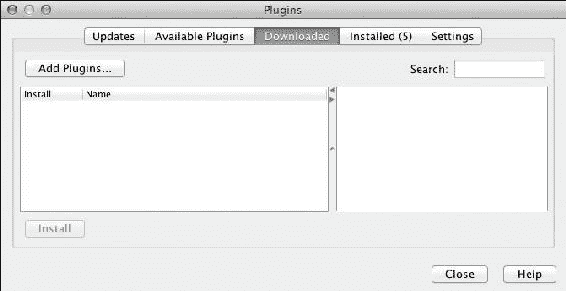 Plugins
Updates Available Plugins Downloaded Installed (5) Settings
Add Plugins... Search:
Install Name
Install
Close Help